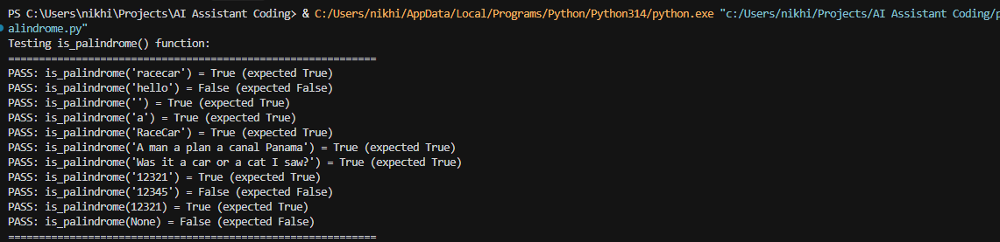 PS C:\Users\nikhi\Projects\AI Assistant Coding> & C:/Users/nikhi/AppData/Local/Programs/Python/Python314/python.exe "c:/Users/nikhi/Projects/AI Assistant Coding/p
alindrome.py"
Testing is_palindrome() function:
============================================================
PASS: is_palindrome('racecar') = True (expected True)
PASS: is_palindrome('hello') = False (expected False)
PASS: is_palindrome('') = True (expected True)
PASS: is_palindrome('a') = True (expected True)
PASS: is_palindrome('RaceCar') = True (expected True)
PASS: is_palindrome('A man a plan a canal Panama') = True (expected True)
PASS: is_palindrome('Was it a car or a cat I saw?') = True (expected True)
PASS: is_palindrome('12321') = True (expected True)
PASS: is_palindrome('12345') = False (expected False)
PASS: is_palindrome(12321) = True (expected True)
PASS: is_palindrome(None) = False (expected False)
============================================================